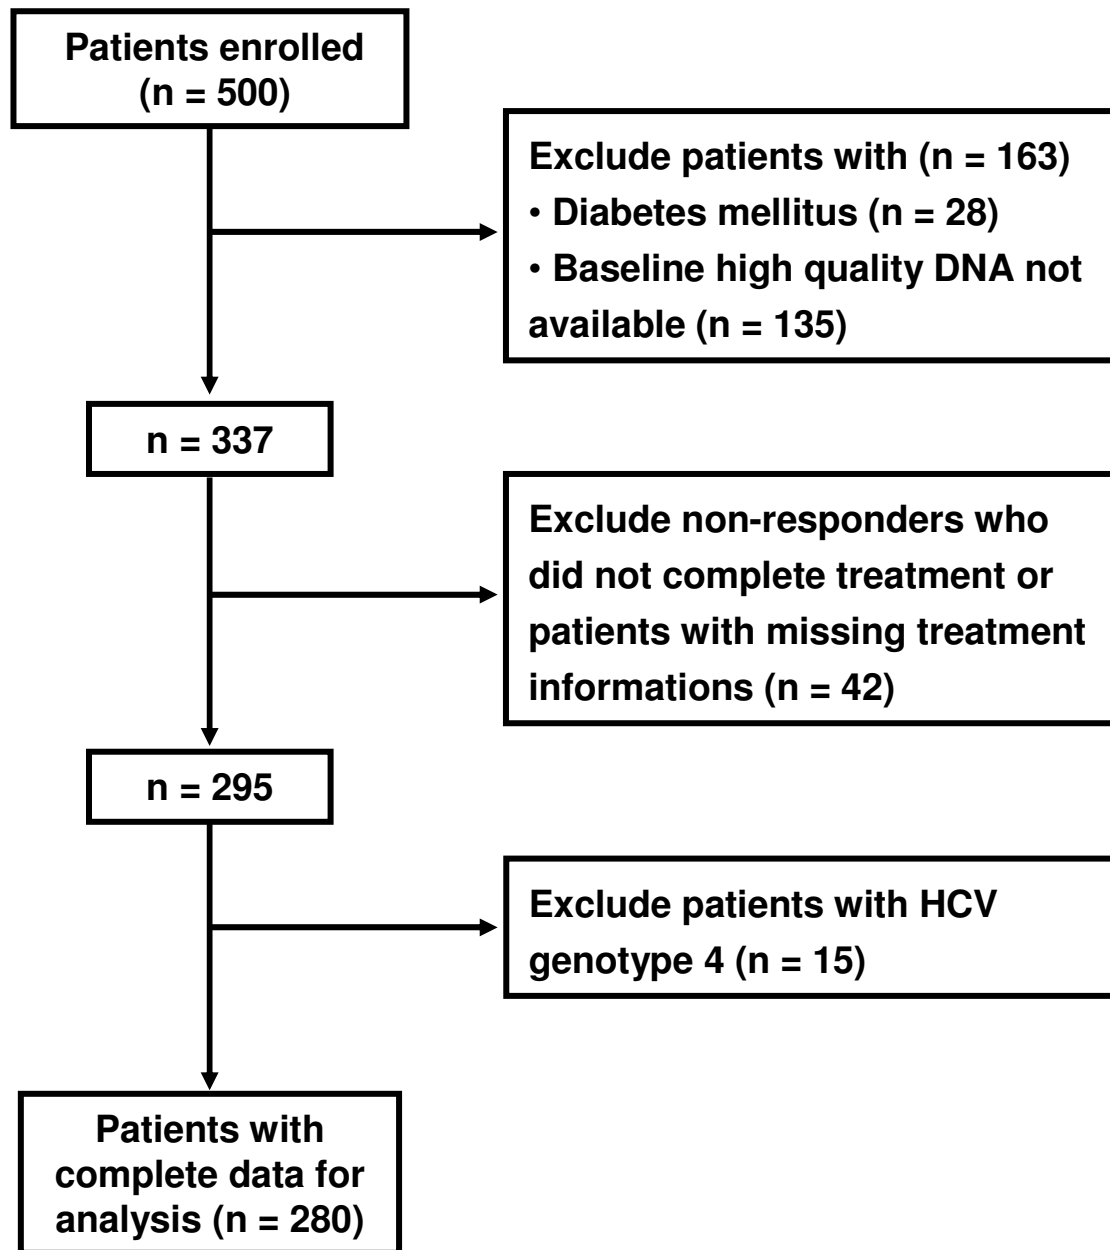 Patients enrolled
(n = 500)
Exclude patients with (n = 163)
• Diabetes mellitus (n = 28)
• Baseline high quality DNA not
available (n = 135)
n = 337
Exclude non-responders who
did not complete treatment or
patients with missing treatment
informations (n = 42)
n = 295
Exclude patients with HCV
genotype 4 (n = 15)
Patients with
complete data for
analysis (n = 280)